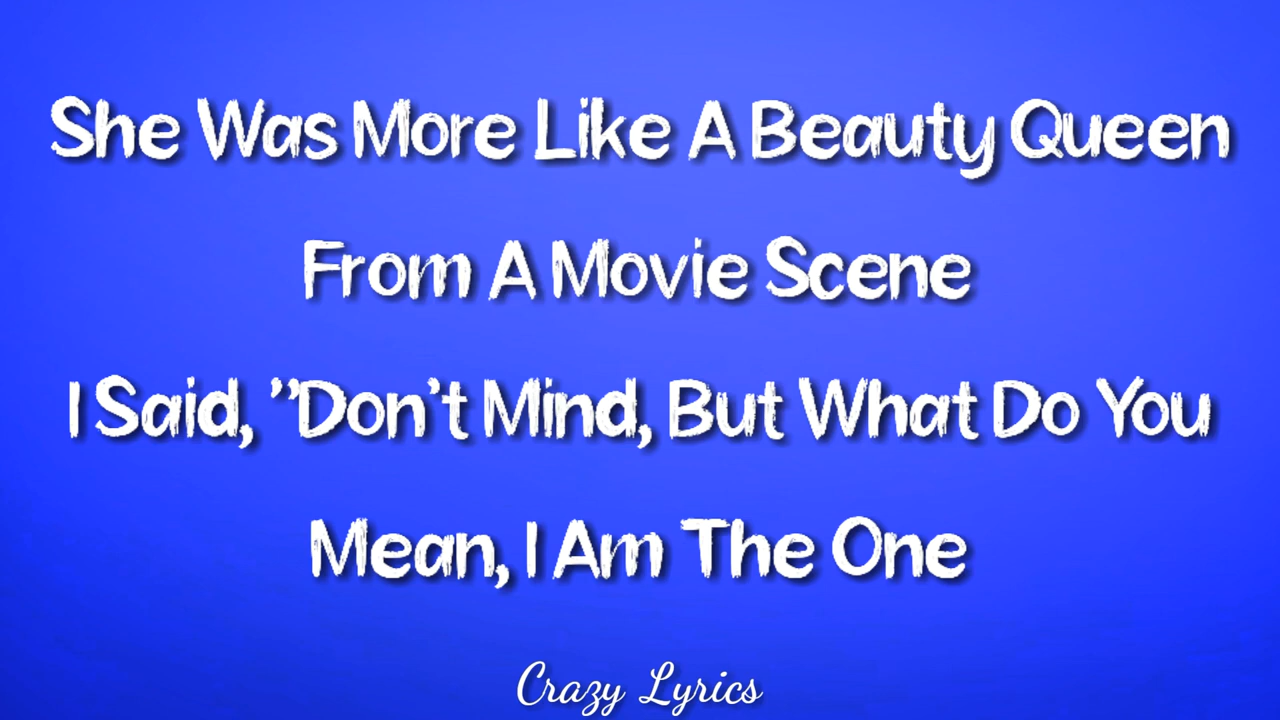 She Was More Like A Beauty Queen
From A Movie Scene
I Said, ”Don’t Mind, But What Do You
Mean, I Am The One
Crazy Lyrics